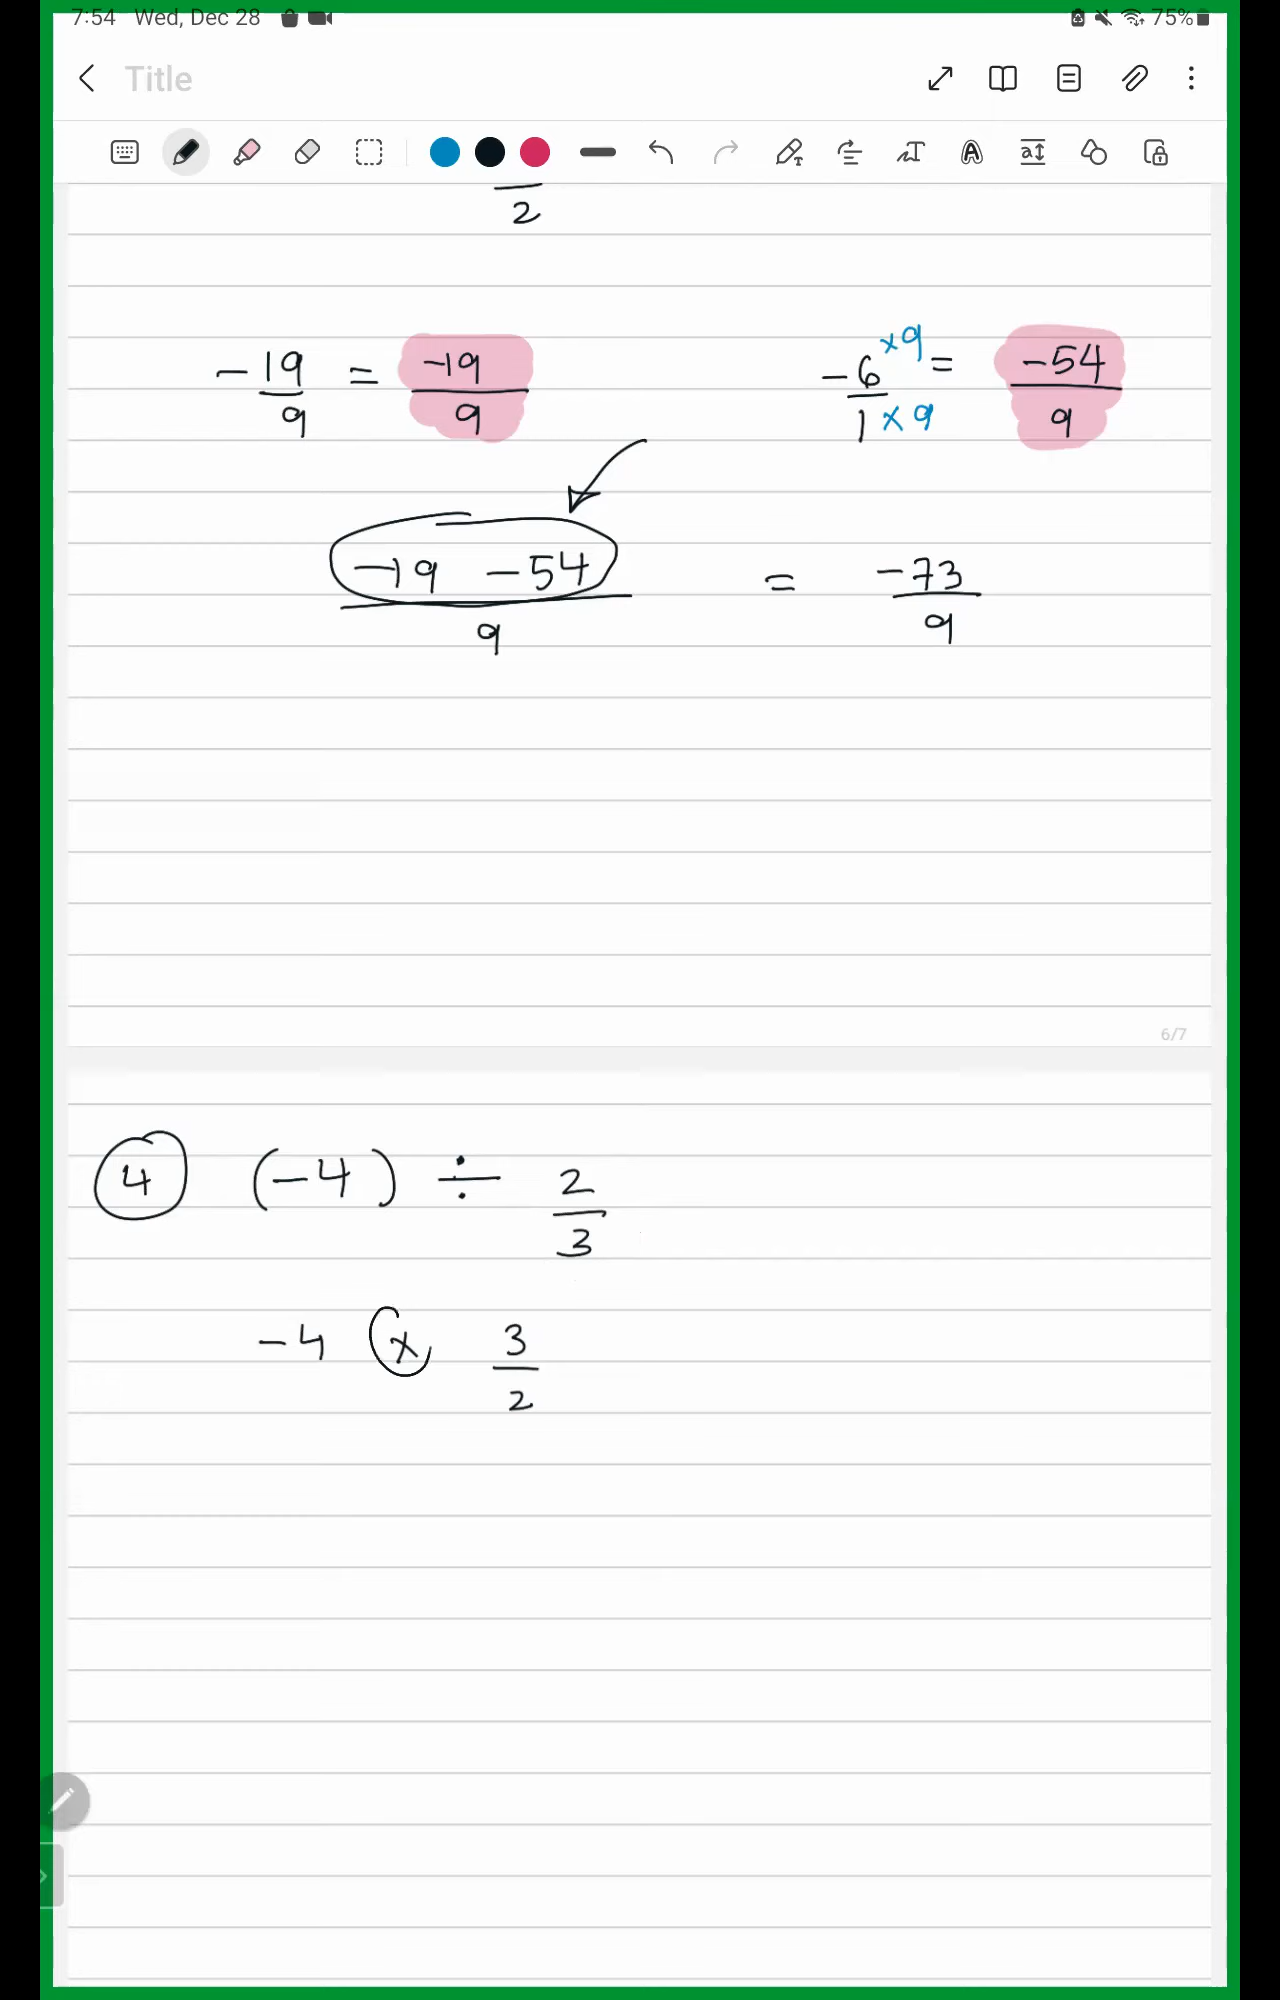 7:54 Wed, Dec 28 75%
Title
2
-19/9 = -19/9 -6/1 ×9 ×9 = -54/9
-19 -54/9 = -73/9
6/7
4 (-4) ÷ 2/3
-4 × 3/2